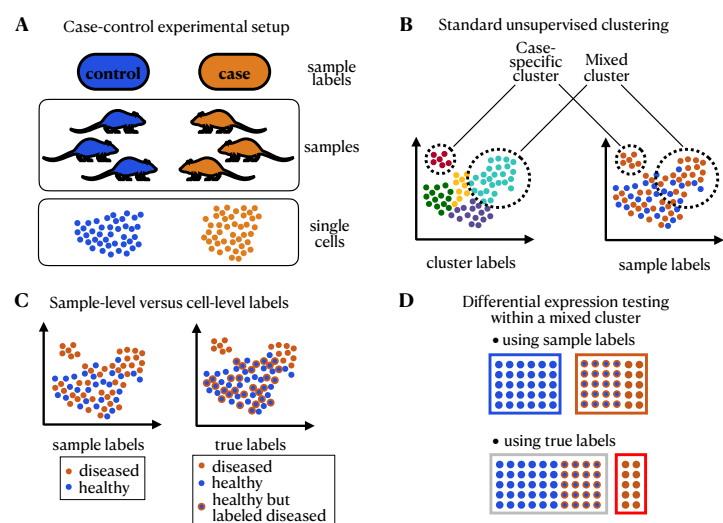 A
Case-control experimental setup
control
case
sample
labels
samples
single
cells
B
Standard unsupervised clustering
Case-
specific
cluster
Mixed
cluster
cluster labels
sample labels
C
Sample-level versus cell-level labels
sample labels
diseased
healthy
true labels
diseased
healthy
healthy but
labeled diseased
D
Differential expression testing
within a mixed cluster
• using sample labels
• using true labels